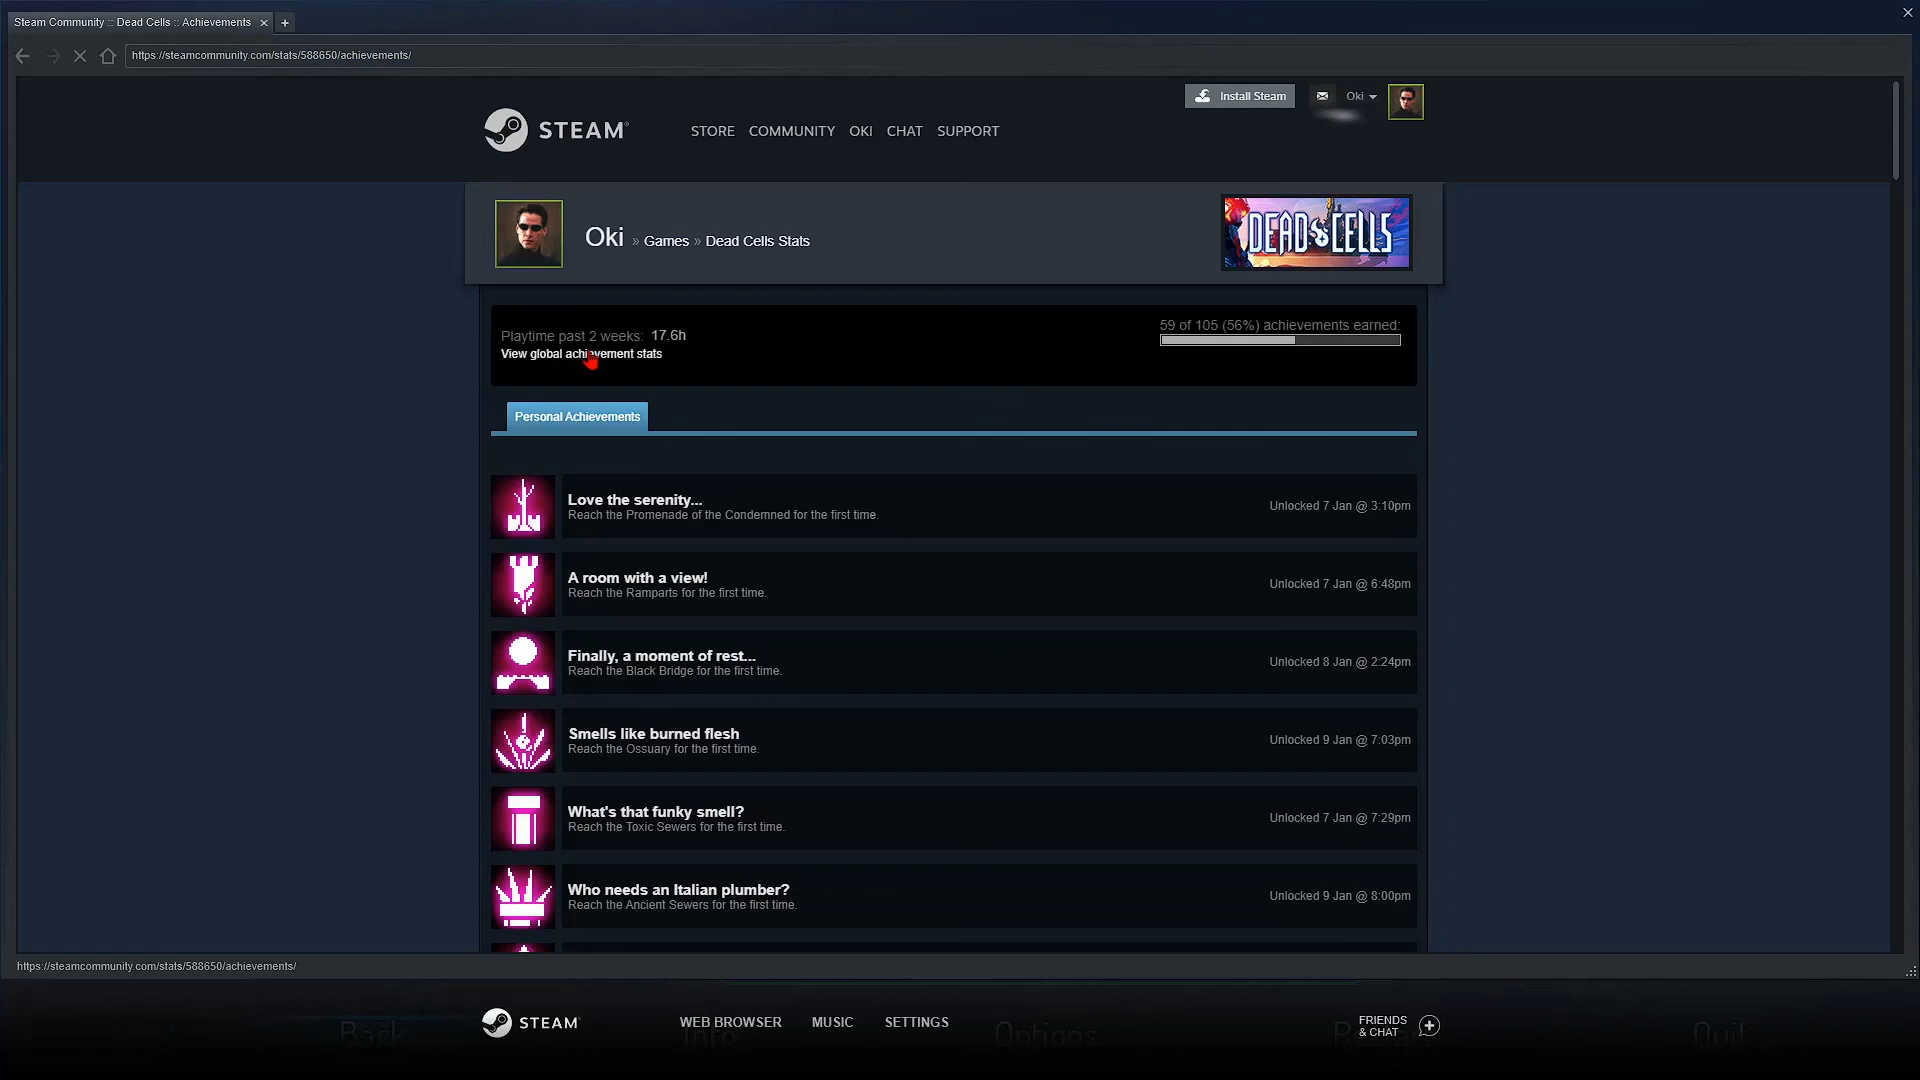 Steam Community :: Dead Cells :: Achievements
https://steamcommunity.com/stats/588650/achievements/
Install Steam
Oki
STEAM®
STORE COMMUNITY OKI CHAT SUPPORT
Oki » Games » Dead Cells Stats
DEAD CELLS
Playtime past 2 weeks: 17.6h
59 of 105 (56%) achievements earned:
View global achievement stats
Personal Achievements
Love the serenity...
Reach the Promenade of the Condemned for the first time.
Unlocked 7 Jan @ 3:10pm
A room with a view!
Reach the Ramparts for the first time.
Unlocked 7 Jan @ 6:48pm
Finally, a moment of rest...
Reach the Black Bridge for the first time.
Unlocked 8 Jan @ 2:24pm
Smells like burned flesh
Reach the Ossuary for the first time.
Unlocked 9 Jan @ 7:03pm
What's that funky smell?
Reach the Toxic Sewers for the first time.
Unlocked 7 Jan @ 7:29pm
Who needs an Italian plumber?
Reach the Ancient Sewers for the first time.
Unlocked 9 Jan @ 8:00pm
https://steamcommunity.com/stats/588650/achievements/
STEAM
WEB BROWSER MUSIC SETTINGS
FRIENDS
& CHAT
Back Info Options Quit